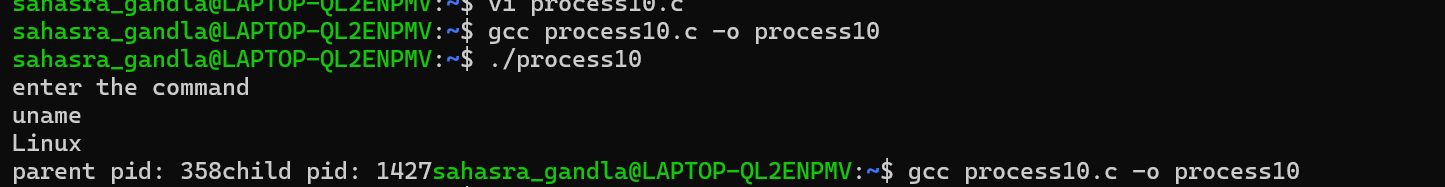 sahasra_gandla@LAPTOP-QL2ENPMV:~$ vi process10.c
sahasra_gandla@LAPTOP-QL2ENPMV:~$ gcc process10.c -o process10
sahasra_gandla@LAPTOP-QL2ENPMV:~$ ./process10
enter the command
uname
Linux
parent pid: 358child pid: 1427sahasra_gandla@LAPTOP-QL2ENPMV:~$ gcc process10.c -o process10